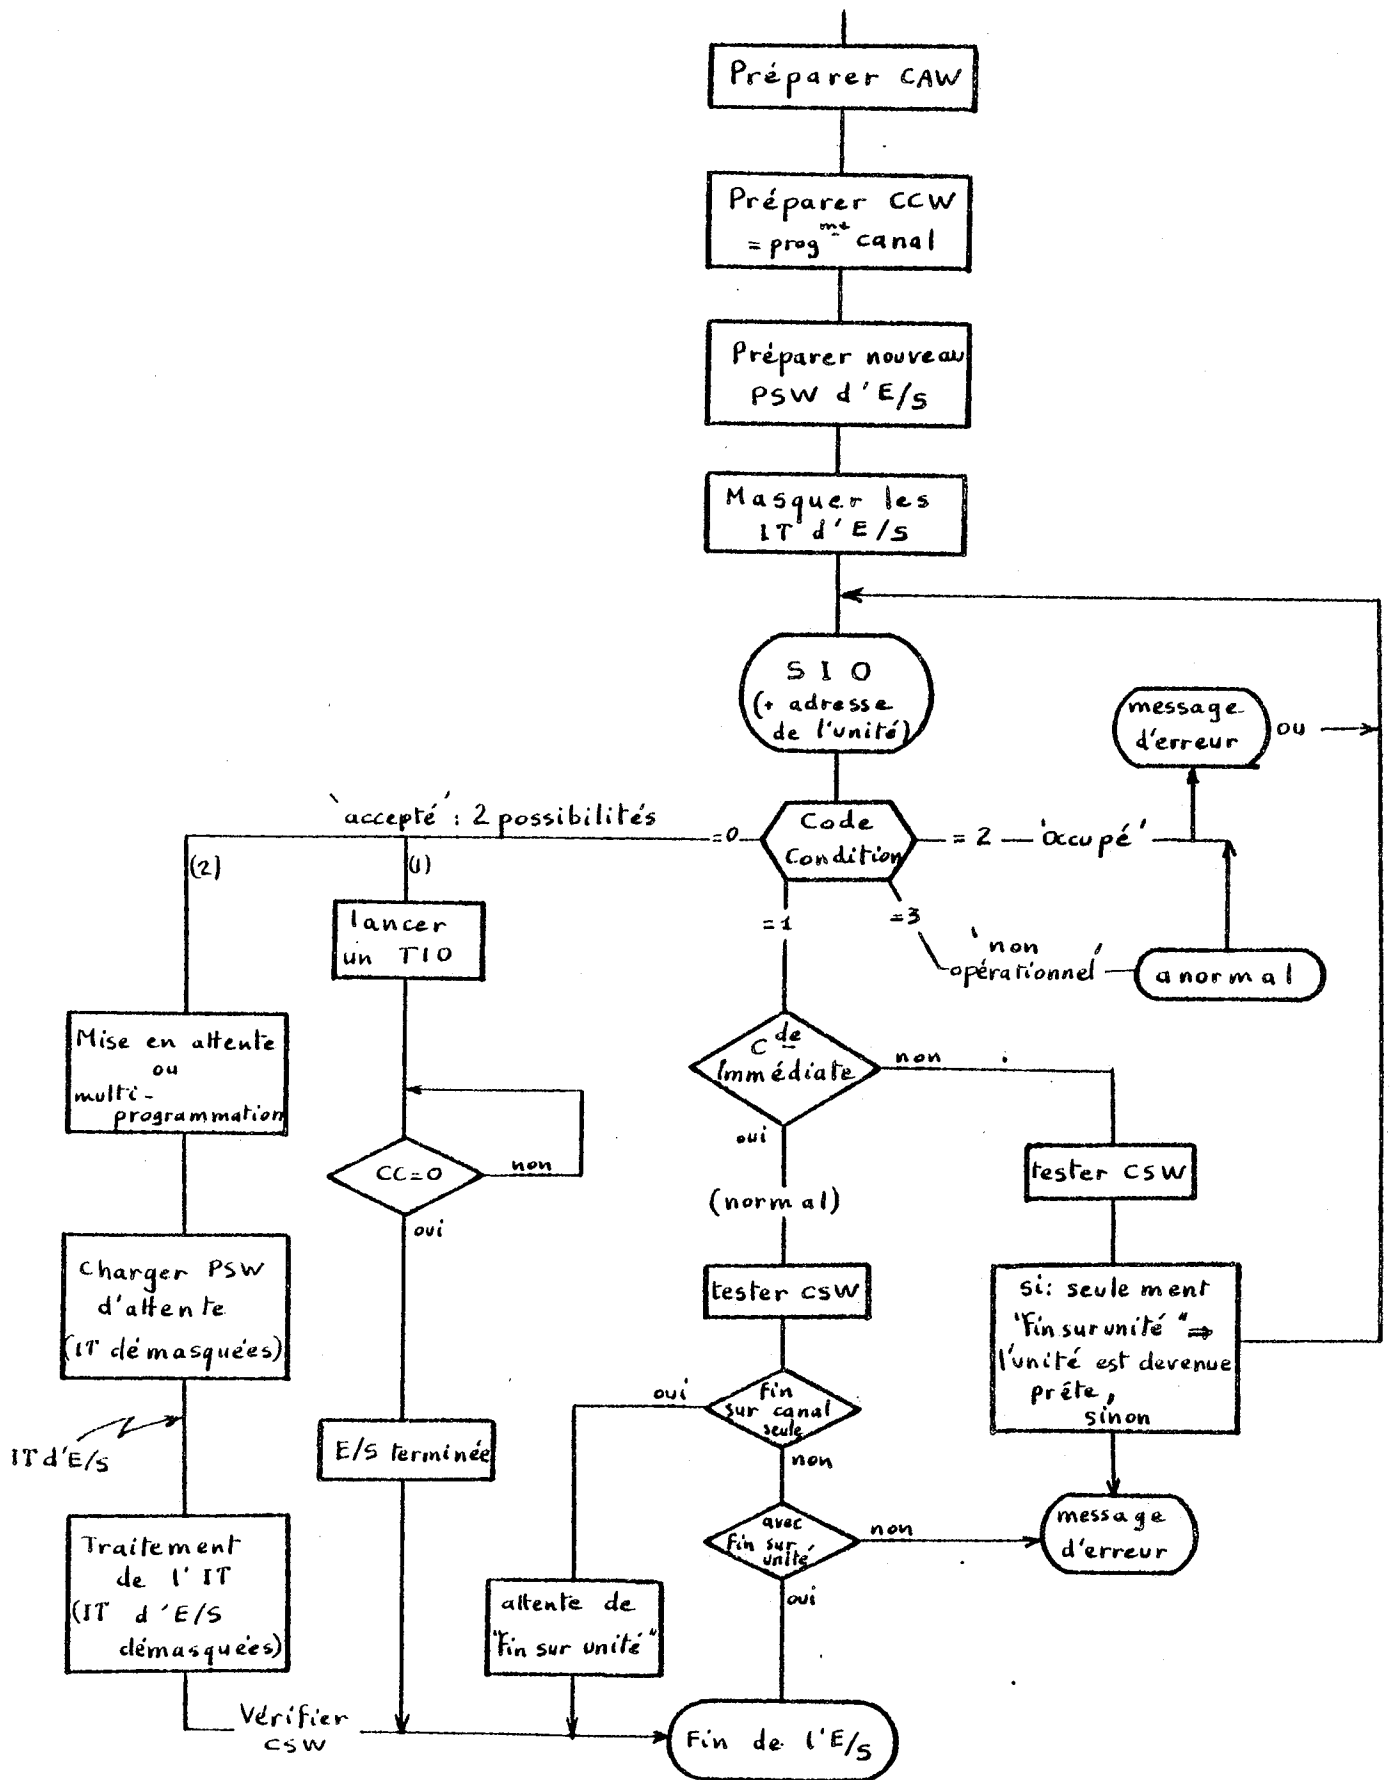 Préparer CAW
Préparer CCW
= prog mt canal
Préparer nouveau
PSW d'E/S
Masquer les
IT d'E/S
S I O
(+ adresse
de l'unité)
message
d'erreur
ou
'accepté' : 2 possibilités
=0
Code
Condition
= 2
'occupé'
(2)
(1)
=1
=3
'non
opérationnel'
anormal
lancer
un TIO
Mise en attente
ou
multi-
programmation
C de
Immédiate
non
oui
CC=0
non
oui
(normal)
tester CSW
Charger PSW
d'attente
(IT démasquées)
tester CSW
si: seulement
"Fin sur unité" ⇒
l'unité est devenue
prête,
sinon
oui
Fin
sur canal
seule
non
IT d'E/S
E/S terminée
avec
Fin sur
unité
non
oui
message
d'erreur
Traitement
de l'IT
(IT d'E/S
démasquées)
attente de
"Fin sur unité"
Vérifier
CSW
Fin de l'E/S